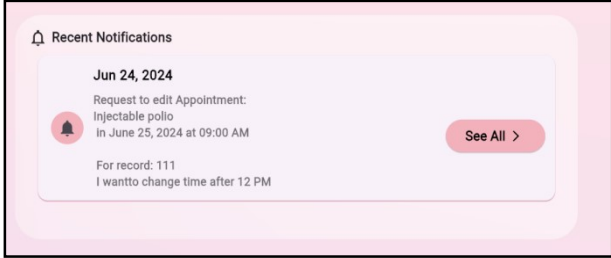 Recent Notifications
Jun 24, 2024
Request to edit Appointment:
Injectable polio
in June 25, 2024 at 09:00 AM
See All >
For record: 111
I wantto change time after 12 PM